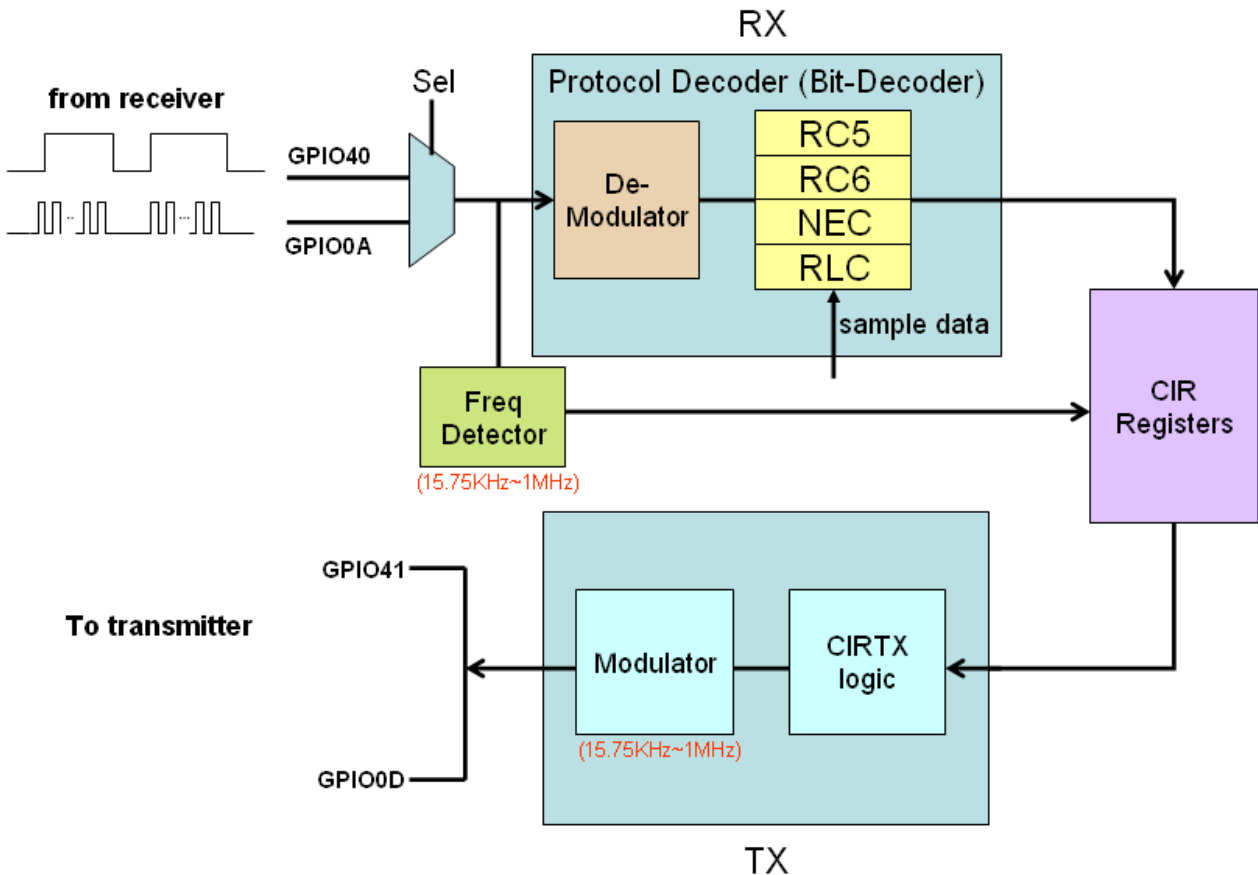 RX
Sel
Protocol Decoder (Bit-Decoder)
from receiver
GPIO40
GPIO0A
De-
Modulator
RC5
RC6
NEC
RLC
sample data
Freq
Detector
(15.75KHz~1MHz)
CIR
Registers
GPIO41
To transmitter
GPIO0D
Modulator
(15.75KHz~1MHz)
CIRTX
logic
TX